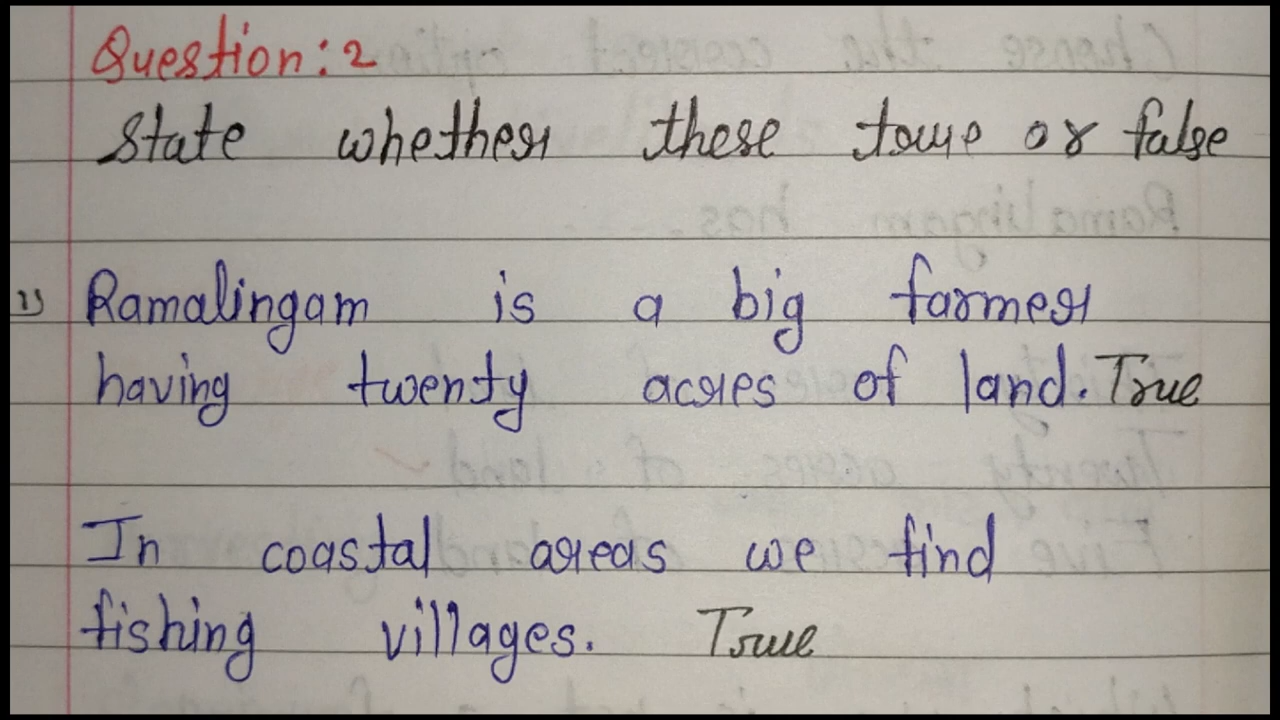 Question: 2
State whether these true or false
1) Ramalingam is a big farmer
having twenty acres of land. True
In coastal areas we find
fishing villages. True